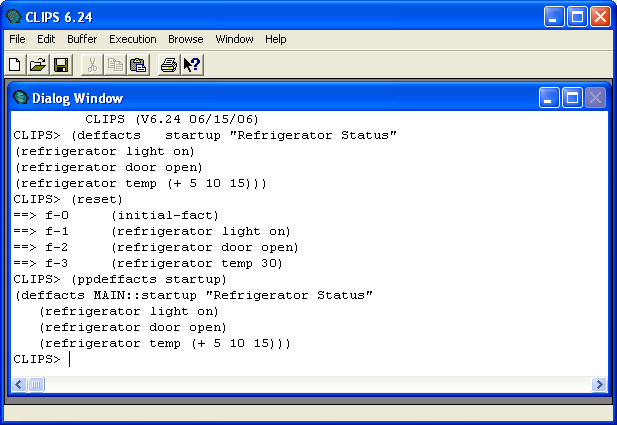 CLIPS 6.24
File Edit Buffer Execution Browse Window Help
Dialog Window
         CLIPS (V6.24 06/15/06)
CLIPS> (deffacts   startup "Refrigerator Status"
(refrigerator light on)
(refrigerator door open)
(refrigerator temp (+ 5 10 15)))
CLIPS> (reset)
==> f-0     (initial-fact)
==> f-1     (refrigerator light on)
==> f-2     (refrigerator door open)
==> f-3     (refrigerator temp 30)
CLIPS> (ppdeffacts startup)
(deffacts MAIN::startup "Refrigerator Status"
   (refrigerator light on)
   (refrigerator door open)
   (refrigerator temp (+ 5 10 15)))
CLIPS>